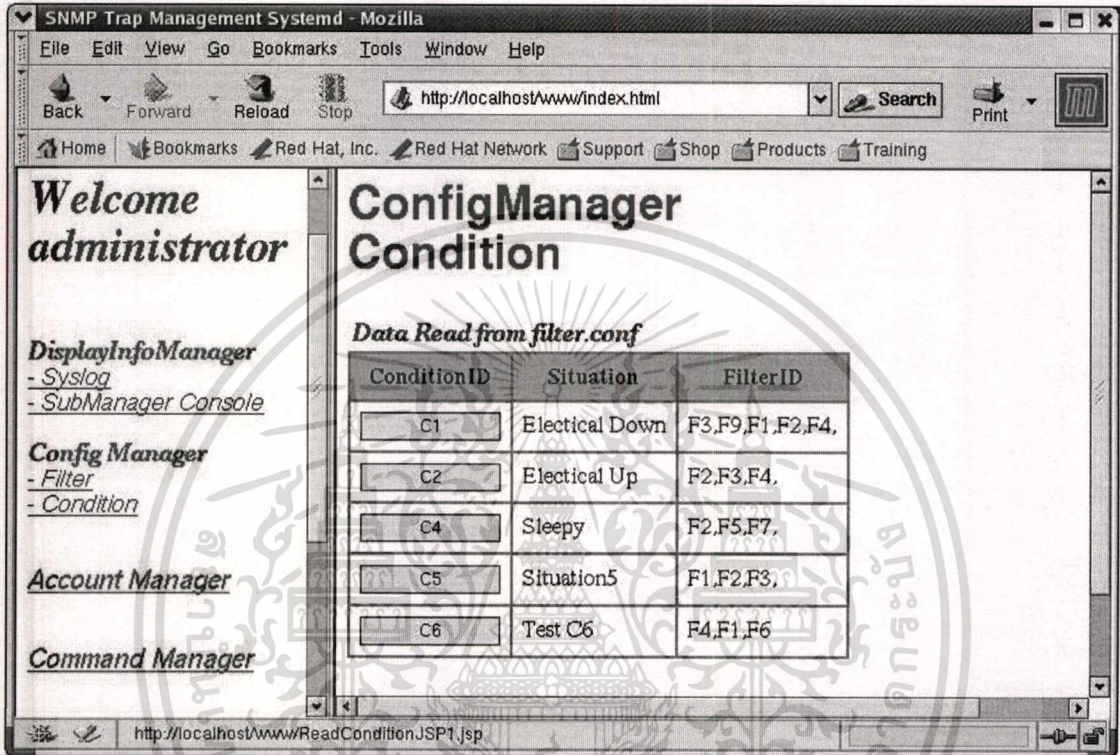 SNMP Trap Management Systemd - Mozilla
File Edit View Go Bookmarks Tools Window Help
Back Forward Reload Stop http://localhost/www/index.html Search Print
Home Bookmarks Red Hat, Inc. Red Hat Network Support Shop Products Training
Welcome
administrator
DisplayInfoManager
- Syslog
- SubManager Console
Config Manager
- Filter
- Condition
Account Manager
Command Manager
ConfigManager
Condition
Data Read from filter.conf
ConditionID Situation FilterID
C1 Electical Down F3,F9,F1,F2,F4,
C2 Electical Up F2,F3,F4,
C4 Sleepy F2,F5,F7,
C5 Situation5 F1,F2,F3,
C6 Test C6 F4,F1,F6
http://localhost/www/ReadConditionJSP1.jsp